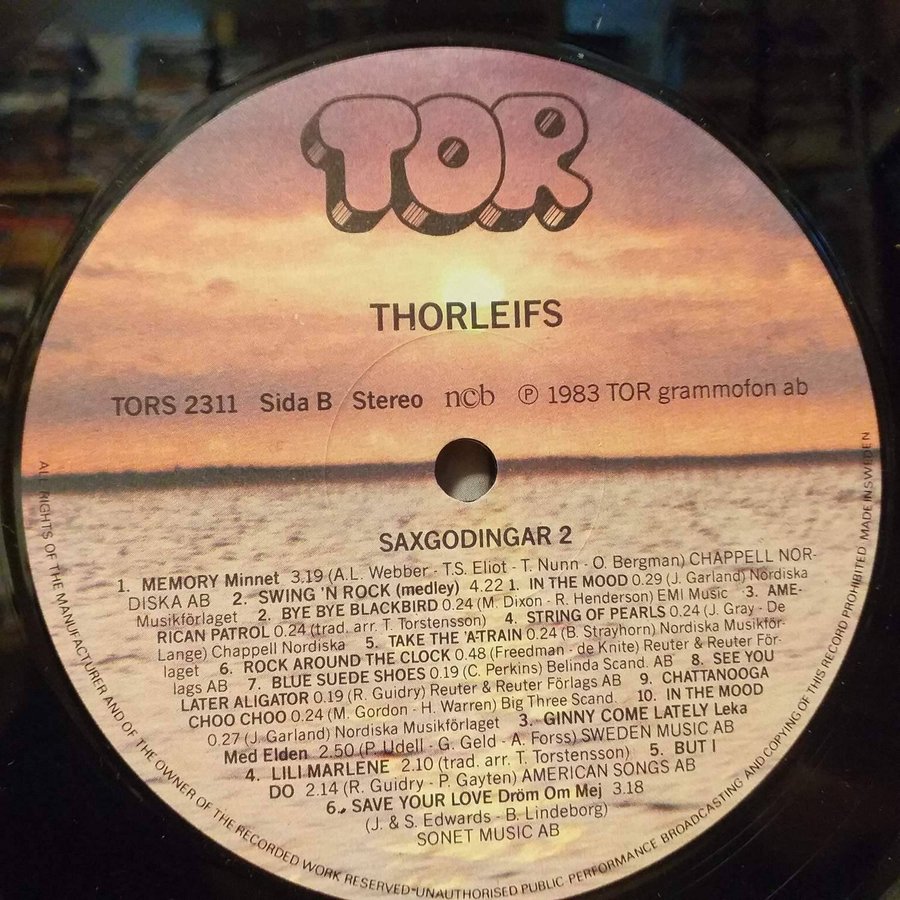 TOR
THORLEIFS
TORS 2311 Sida B Stereo ncb ℗ 1983 TOR grammofon ab
SAXGODINGAR 2
1. MEMORY Minnet 3.19 (A.L. Webber - T.S. Eliot - T. Nunn - O. Bergman) CHAPPELL NOR-
DISKA AB 2. SWING 'N ROCK (medley) 4.22 1. IN THE MOOD 0.29 (J. Garland) Nordiska
Musikförlaget 2. BYE BYE BLACKBIRD 0.24 (M. Dixon - R. Henderson) EMI Music 3. AME-
RICAN PATROL 0.24 (trad. arr. T. Torstensson) 4. STRING OF PEARLS 0.24 (J. Gray - De
Lange) Chappell Nordiska 5. TAKE THE 'A'TRAIN 0.24 (B. Strayhorn) Nordiska Musikför-
laget 6. ROCK AROUND THE CLOCK 0.48 (Freedman - de Knite) Reuter & Reuter För-
lags AB 7. BLUE SUEDE SHOES 0.19 (C. Perkins) Belinda Scand. AB 8. SEE YOU
LATER ALIGATOR 0.19 (R. Guidry) Reuter & Reuter Förlags AB 9. CHATTANOOGA
CHOO CHOO 0.24 (M. Gordon - H. Warren) Big Three Scand. 10. IN THE MOOD
0.27 (J. Garland) Nordiska Musikförlaget 3. GINNY COME LATELY Leka
Med Elden 2.50 (P. Udell - G. Geld - A. Forss) SWEDEN MUSIC AB
4. LILI MARLENE 2.10 (trad. arr. T. Torstensson) 5. BUT I
DO 2.14 (R. Guidry - P. Gayten) AMERICAN SONGS AB
6. SAVE YOUR LOVE Dröm Om Mej 3.18
(J. & S. Edwards - B. Lindeborg)
SONET MUSIC AB
ALL RIGHTS OF THE MANUFACTURER AND OF THE OWNER OF THE RECORDED WORK RESERVED-UNAUTHORISED PUBLIC PERFORMANCE BROADCASTING AND COPYING OF THIS RECORD PROHIBITED MADE IN SWEDEN